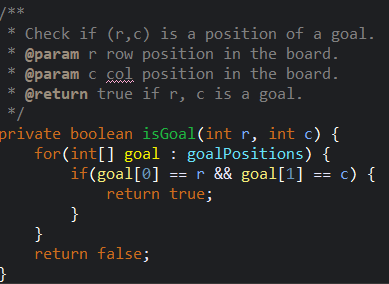 /**
 * Check if (r,c) is a position of a goal.
 * @param r row position in the board.
 * @param c col position in the board.
 * @return true if r, c is a goal.
 */
private boolean isGoal(int r, int c) {
    for(int[] goal : goalPositions) {
        if(goal[0] == r && goal[1] == c) {
            return true;
        }
    }
    return false;
}